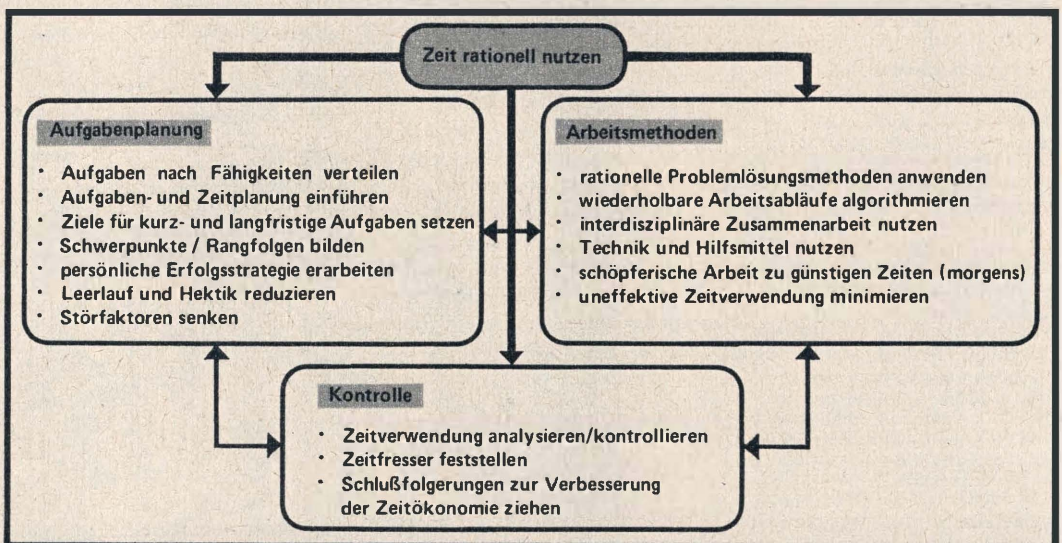 Zeit rationell nutzen
Aufgabenplanung
· Aufgaben nach Fähigkeiten verteilen
· Aufgaben- und Zeitplanung einführen
· Ziele für kurz- und langfristige Aufgaben setzen
· Schwerpunkte / Rangfolgen bilden
· persönliche Erfolgsstrategie erarbeiten
· Leerlauf und Hektik reduzieren
· Störfaktoren senken
Arbeitsmethoden
· rationelle Problemlösungsmethoden anwenden
· wiederholbare Arbeitsabläufe algorithmieren
· interdisziplinäre Zusammenarbeit nutzen
· Technik und Hilfsmittel nutzen
· schöpferische Arbeit zu günstigen Zeiten (morgens)
· uneffektive Zeitverwendung minimieren
Kontrolle
· Zeitverwendung analysieren/kontrollieren
· Zeitfresser feststellen
· Schlußfolgerungen zur Verbesserung
der Zeitökonomie ziehen